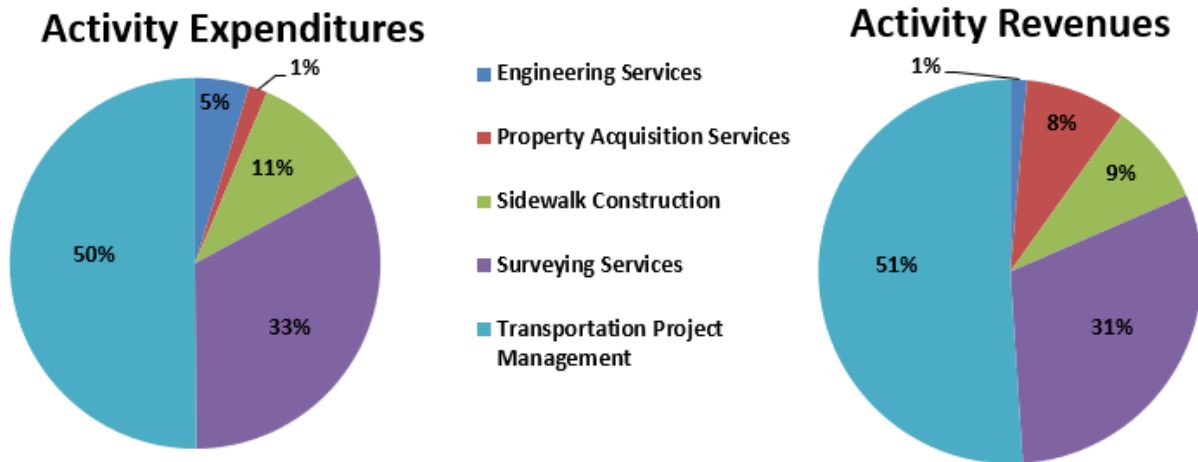 Activity Expenditures
1%
5%
11%
33%
50%
Engineering Services
Property Acquisition Services
Sidewalk Construction
Surveying Services
Transportation Project
Management
Activity Revenues
1%
8%
9%
31%
51%